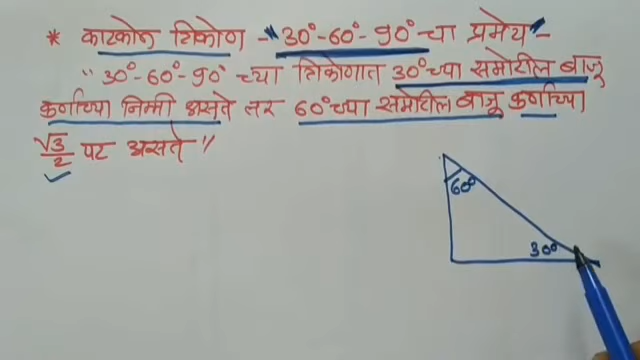 * काटकोन त्रिकोण - "30°-60°-90° चा प्रमेय" -
"30°-60°-90° च्या त्रिकोणात 30° च्या समोरील बाजू
कर्णाच्या निम्मी असते तर 60° च्या समोरील बाजू कर्णाच्या
√3/2 पट असते"
60°
30°